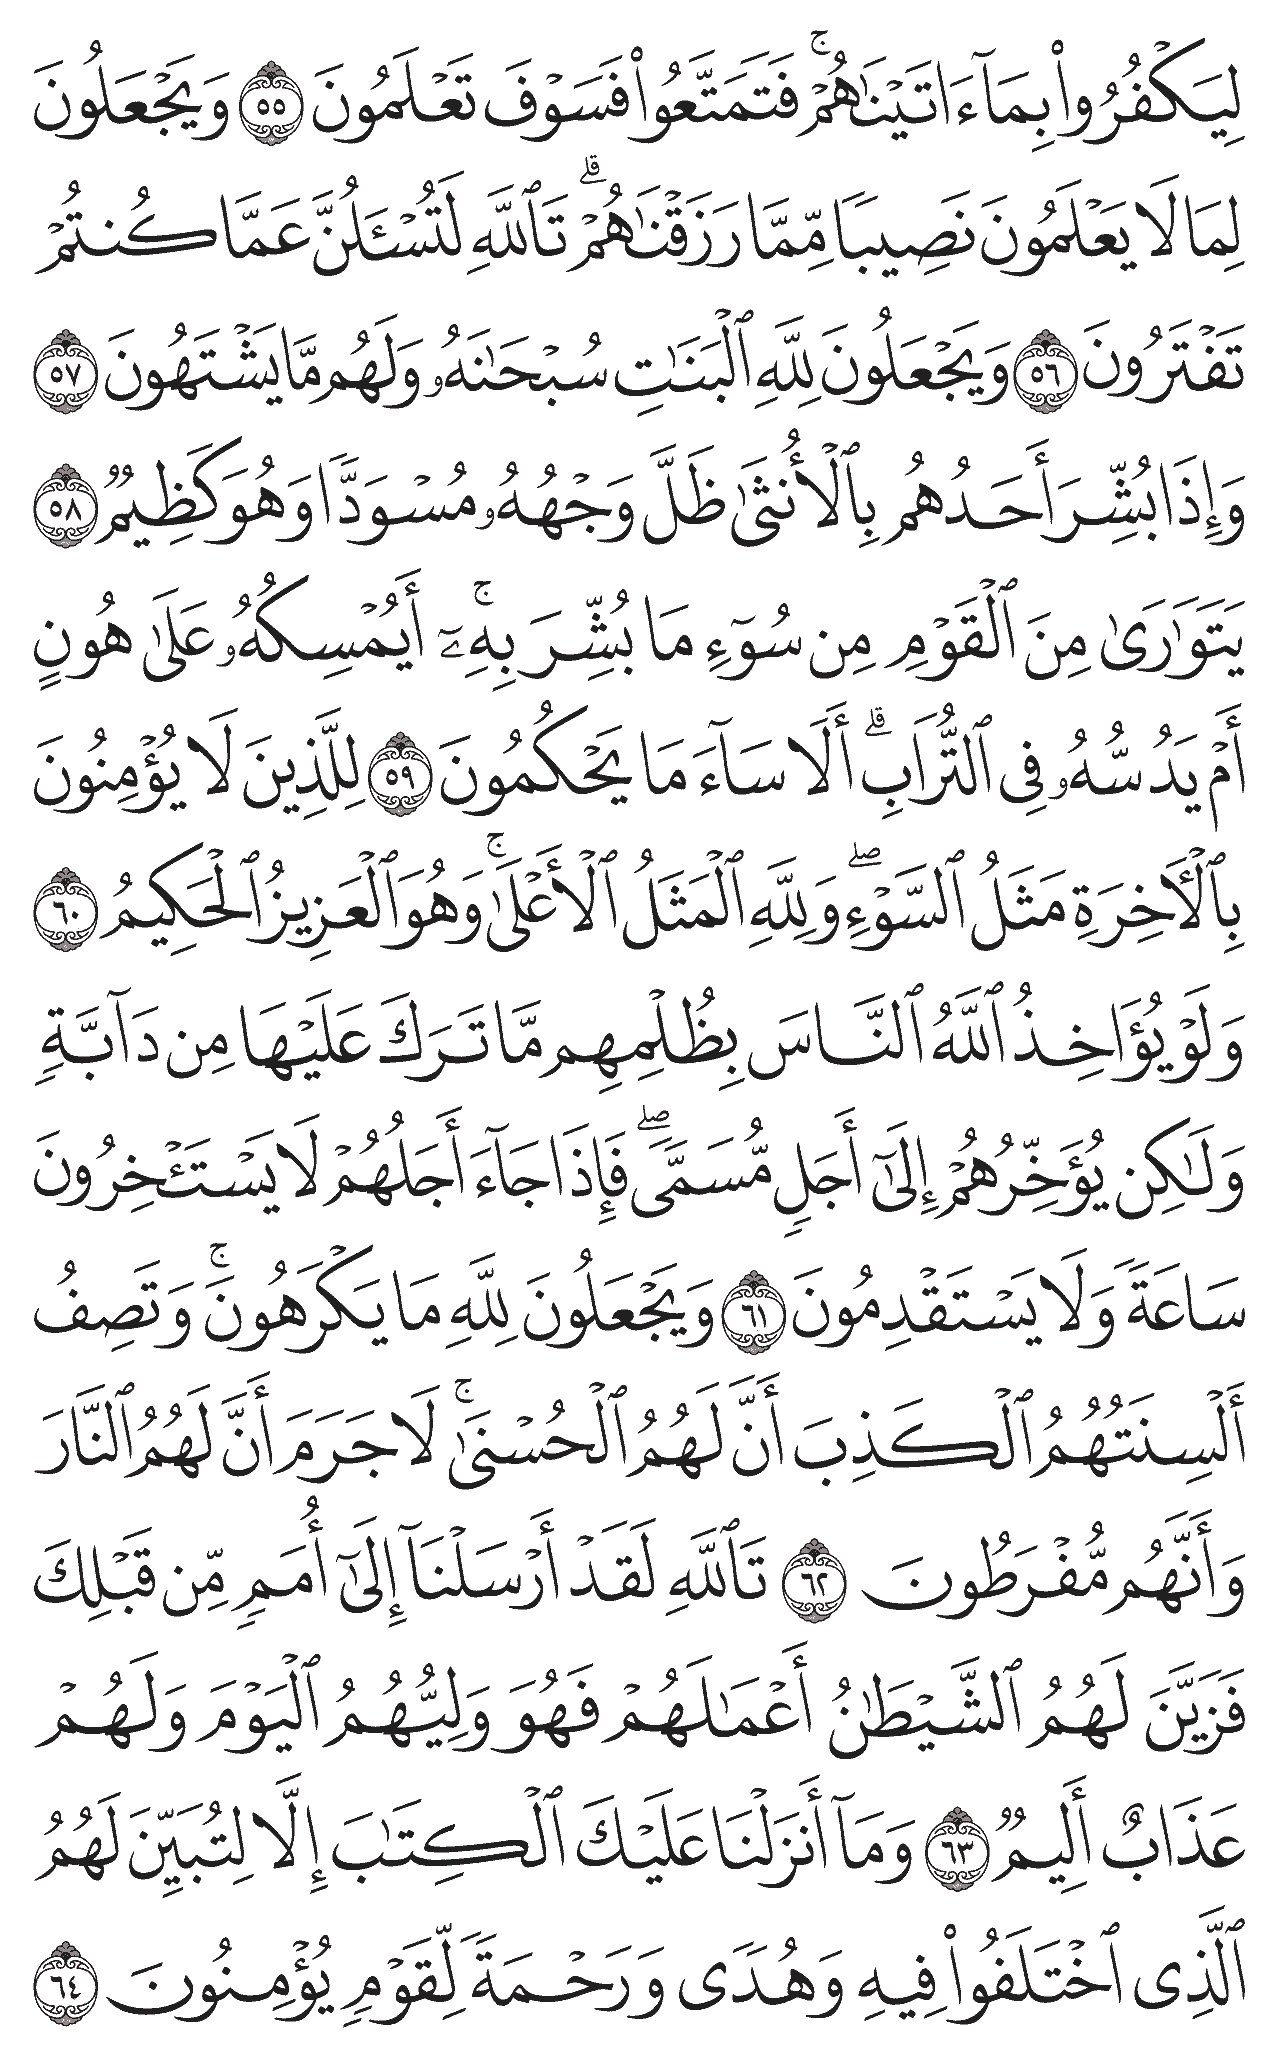 لِيَكۡفُرُواْ بِمَآ ءَاتَيۡنَٰهُمۡۚ فَتَمَتَّعُواْ فَسَوۡفَ تَعۡلَمُونَ ٥٥ وَيَجۡعَلُونَ
لِمَا لَا يَعۡلَمُونَ نَصِيبٗا مِّمَّا رَزَقۡنَٰهُمۡۗ تَٱللَّهِ لَتُسۡـَٔلُنَّ عَمَّا كُنتُمۡ
تَفۡتَرُونَ ٥٦ وَيَجۡعَلُونَ لِلَّهِ ٱلۡبَنَٰتِ سُبۡحَٰنَهُۥ وَلَهُم مَّا يَشۡتَهُونَ ٥٧
وَإِذَا بُشِّرَ أَحَدُهُم بِٱلۡأُنثَىٰ ظَلَّ وَجۡهُهُۥ مُسۡوَدّٗا وَهُوَ كَظِيمٞ ٥٨
يَتَوَٰرَىٰ مِنَ ٱلۡقَوۡمِ مِن سُوٓءِ مَا بُشِّرَ بِهِۦٓۚ أَيُمۡسِكُهُۥ عَلَىٰ هُونٍ
أَمۡ يَدُسُّهُۥ فِي ٱلتُّرَابِۗ أَلَا سَآءَ مَا يَحۡكُمُونَ ٥٩ لِلَّذِينَ لَا يُؤۡمِنُونَ
بِٱلۡأٓخِرَةِ مَثَلُ ٱلسَّوۡءِۖ وَلِلَّهِ ٱلۡمَثَلُ ٱلۡأَعۡلَىٰۚ وَهُوَ ٱلۡعَزِيزُ ٱلۡحَكِيمُ ٦٠
وَلَوۡ يُؤَاخِذُ ٱللَّهُ ٱلنَّاسَ بِظُلۡمِهِم مَّا تَرَكَ عَلَيۡهَا مِن دَآبَّةٖ
وَلَٰكِن يُؤَخِّرُهُمۡ إِلَىٰٓ أَجَلٖ مُّسَمّٗىۖ فَإِذَا جَآءَ أَجَلُهُمۡ لَا يَسۡتَـٔۡخِرُونَ
سَاعَةٗ وَلَا يَسۡتَقۡدِمُونَ ٦١ وَيَجۡعَلُونَ لِلَّهِ مَا يَكۡرَهُونَۚ وَتَصِفُ
أَلۡسِنَتُهُمُ ٱلۡكَذِبَ أَنَّ لَهُمُ ٱلۡحُسۡنَىٰۚ لَا جَرَمَ أَنَّ لَهُمُ ٱلنَّارَ
وَأَنَّهُم مُّفۡرَطُونَ ٦٢ تَٱللَّهِ لَقَدۡ أَرۡسَلۡنَآ إِلَىٰٓ أُمَمٖ مِّن قَبۡلِكَ
فَزَيَّنَ لَهُمُ ٱلشَّيۡطَٰنُ أَعۡمَٰلَهُمۡ فَهُوَ وَلِيُّهُمُ ٱلۡيَوۡمَ وَلَهُمۡ
عَذَابٌ أَلِيمٞ ٦٣ وَمَآ أَنزَلۡنَا عَلَيۡكَ ٱلۡكِتَٰبَ إِلَّا لِتُبَيِّنَ لَهُمُ
ٱلَّذِي ٱخۡتَلَفُواْ فِيهِ وَهُدٗى وَرَحۡمَةٗ لِّقَوۡمٖ يُؤۡمِنُونَ ٦٤